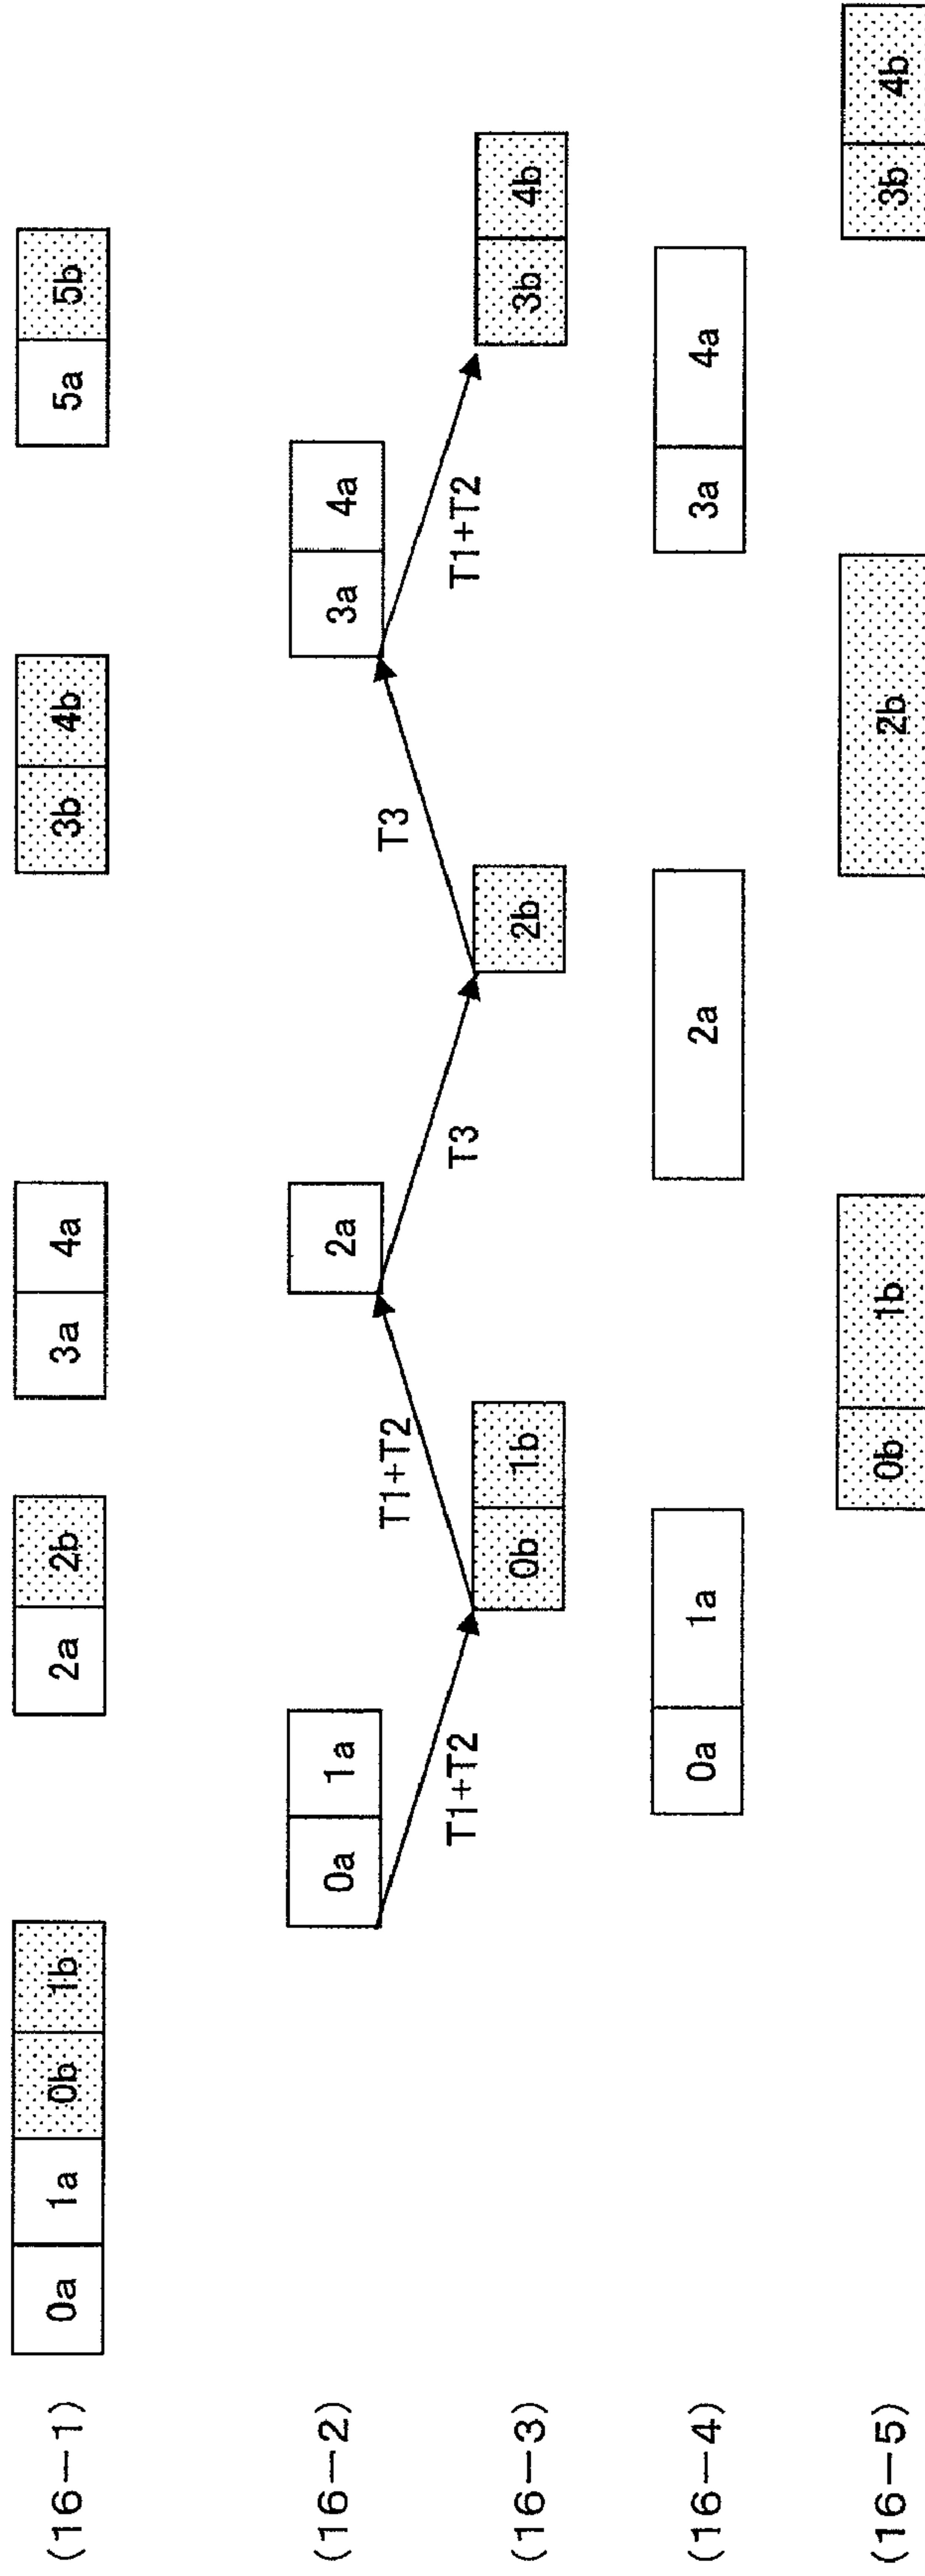 (16-1) 0a 1a 0b 1b 2a 2b 3a 4a 3b 4b 5a 5b
(16-2) 0a 1a 2a 3a 4a
T1+T2 T1+T2 T3 T3 T1+T2
(16-3) 0b 1b 2b 3b 4b
(16-4) 0a 1a 2a 3a 4a
(16-5) 0b 1b 2b 3b 4b